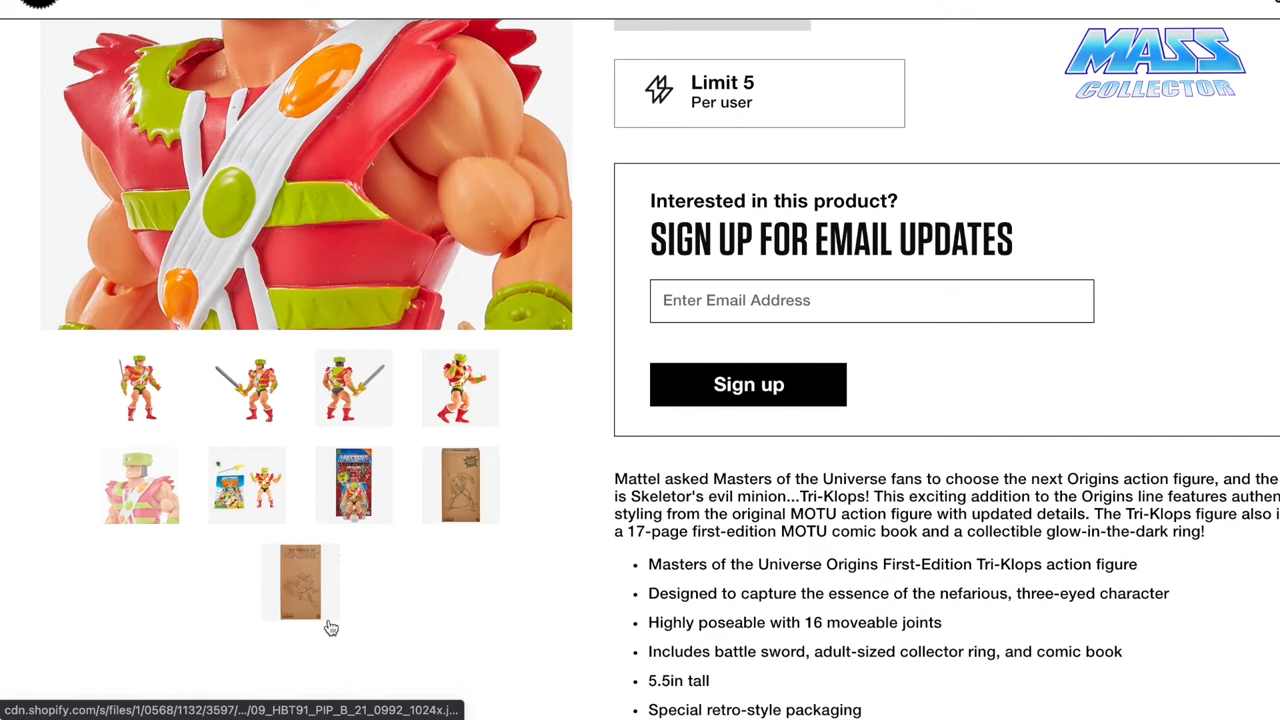 MASS
COLLECTOR
Limit 5
Per user
Interested in this product?
SIGN UP FOR EMAIL UPDATES
Enter Email Address
Sign up
Mattel asked Masters of the Universe fans to choose the next Origins action figure, and the
is Skeletor's evil minion...Tri-Klops! This exciting addition to the Origins line features authen
styling from the original MOTU action figure with updated details. The Tri-Klops figure also i
a 17-page first-edition MOTU comic book and a collectible glow-in-the-dark ring!
• Masters of the Universe Origins First-Edition Tri-Klops action figure
• Designed to capture the essence of the nefarious, three-eyed character
• Highly poseable with 16 moveable joints
• Includes battle sword, adult-sized collector ring, and comic book
• 5.5in tall
• Special retro-style packaging
cdn.shopify.com/s/files/1/0568/1132/3597/.../09_HBT91_PIP_B_21_0992_1024x.j...